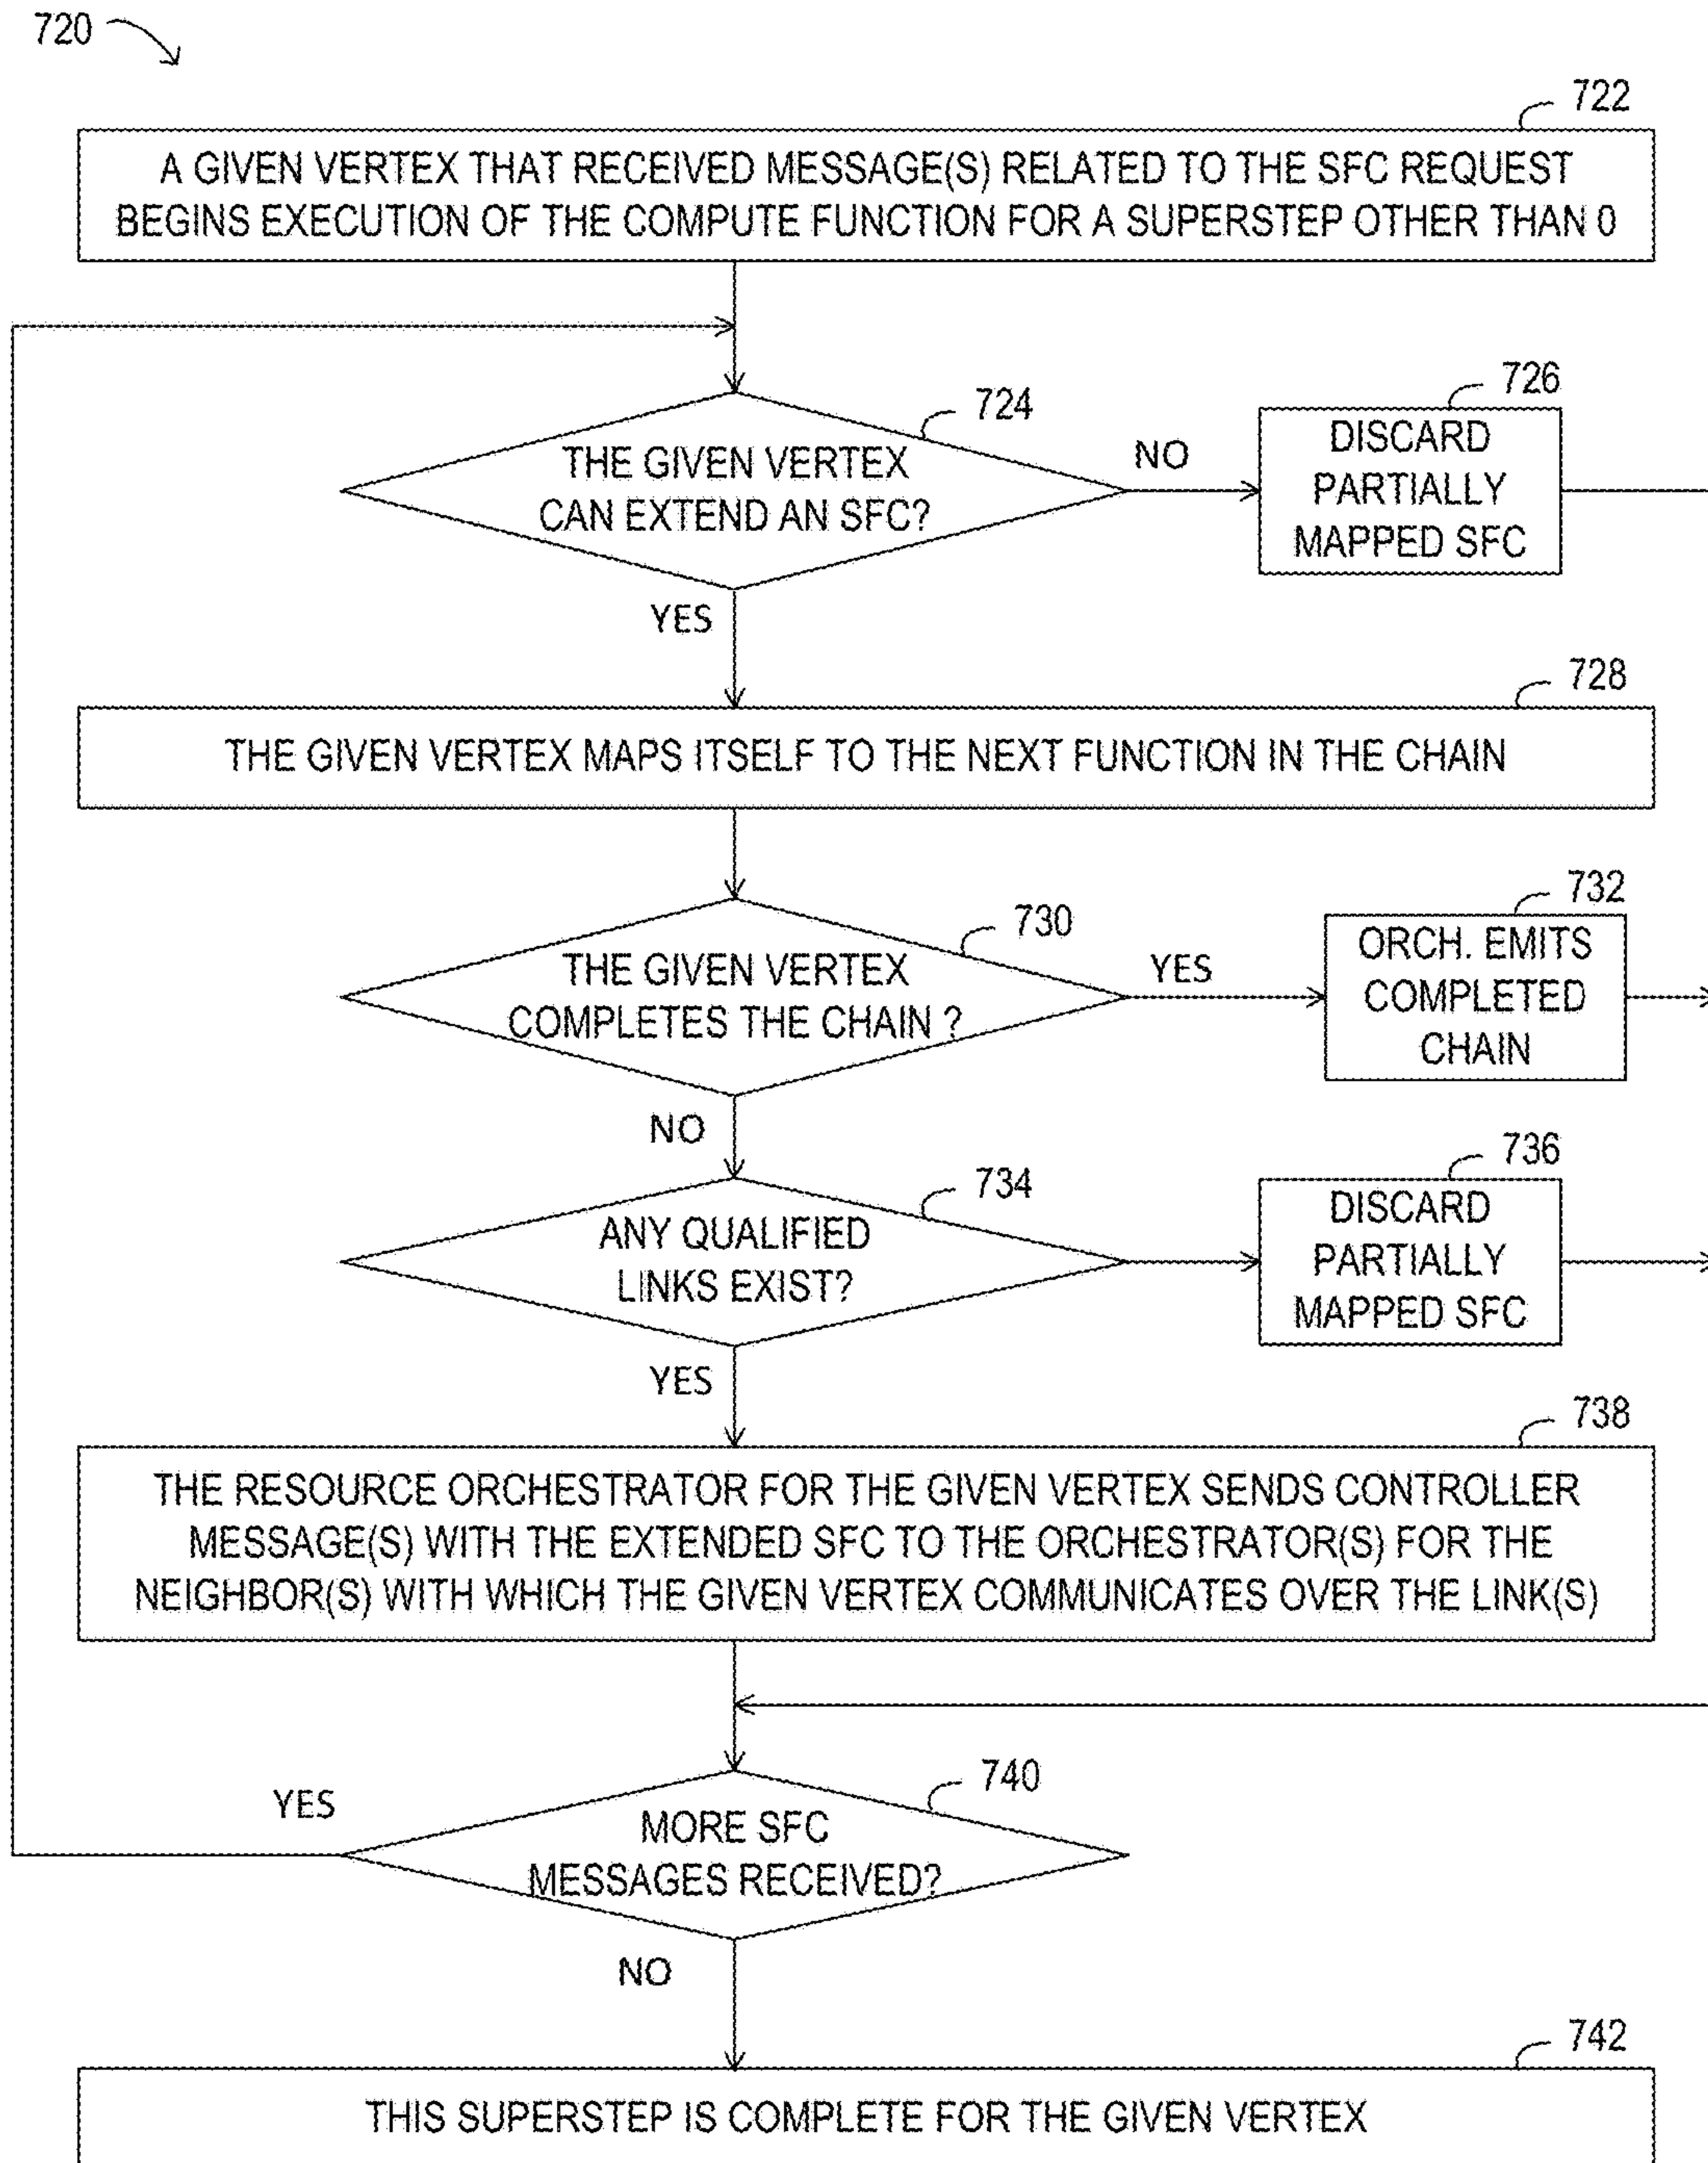 720
722
A GIVEN VERTEX THAT RECEIVED MESSAGE(S) RELATED TO THE SFC REQUEST
BEGINS EXECUTION OF THE COMPUTE FUNCTION FOR A SUPERSTEP OTHER THAN 0
724
THE GIVEN VERTEX
CAN EXTEND AN SFC?
NO
726
DISCARD
PARTIALLY
MAPPED SFC
YES
728
THE GIVEN VERTEX MAPS ITSELF TO THE NEXT FUNCTION IN THE CHAIN
730
THE GIVEN VERTEX
COMPLETES THE CHAIN ?
YES
732
ORCH. EMITS
COMPLETED
CHAIN
NO
734
ANY QUALIFIED
LINKS EXIST?
736
DISCARD
PARTIALLY
MAPPED SFC
YES
738
THE RESOURCE ORCHESTRATOR FOR THE GIVEN VERTEX SENDS CONTROLLER
MESSAGE(S) WITH THE EXTENDED SFC TO THE ORCHESTRATOR(S) FOR THE
NEIGHBOR(S) WITH WHICH THE GIVEN VERTEX COMMUNICATES OVER THE LINK(S)
740
YES
MORE SFC
MESSAGES RECEIVED?
NO
742
THIS SUPERSTEP IS COMPLETE FOR THE GIVEN VERTEX